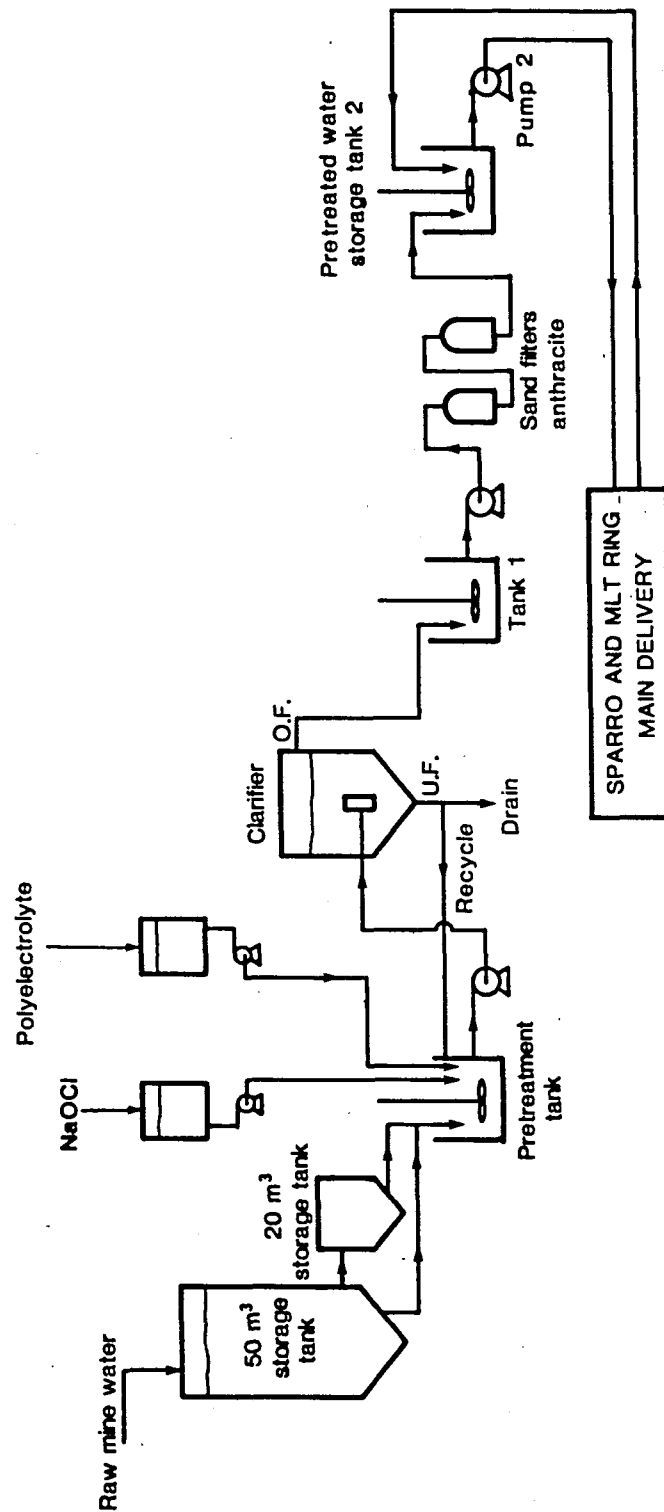 Raw mine water
50 m³
storage
tank
20 m³
storage tank
NaOCl
Polyelectrolyte
Pretreatment
tank
Recycle
Clarifier
O.F.
U.F.
Drain
Tank 1
Sand filters
anthracite
Pretreated water
storage tank 2
Pump 2
SPARRO AND MLT RING
MAIN DELIVERY